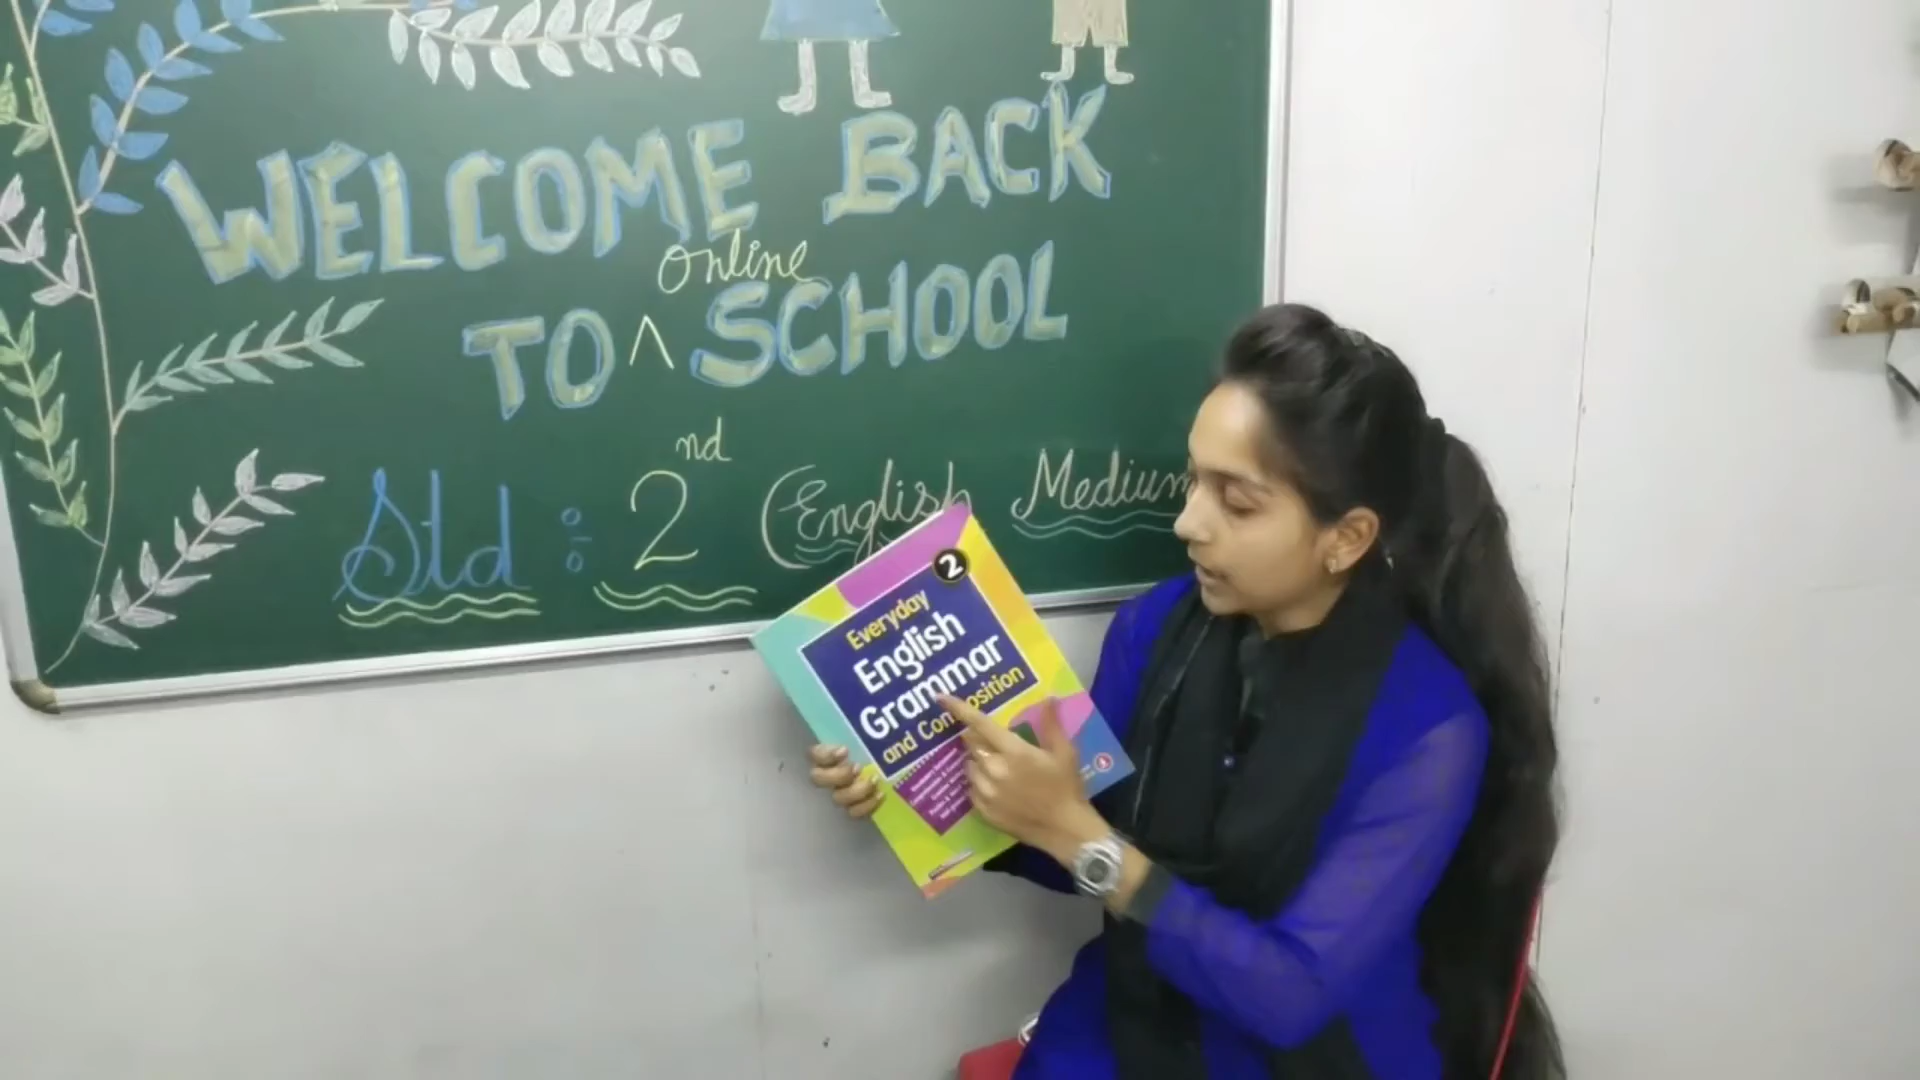 WELCOME BACK
online
TO ^ SCHOOL
Std : 2nd (English Medium
2
Everyday
English
Grammar
and Composition